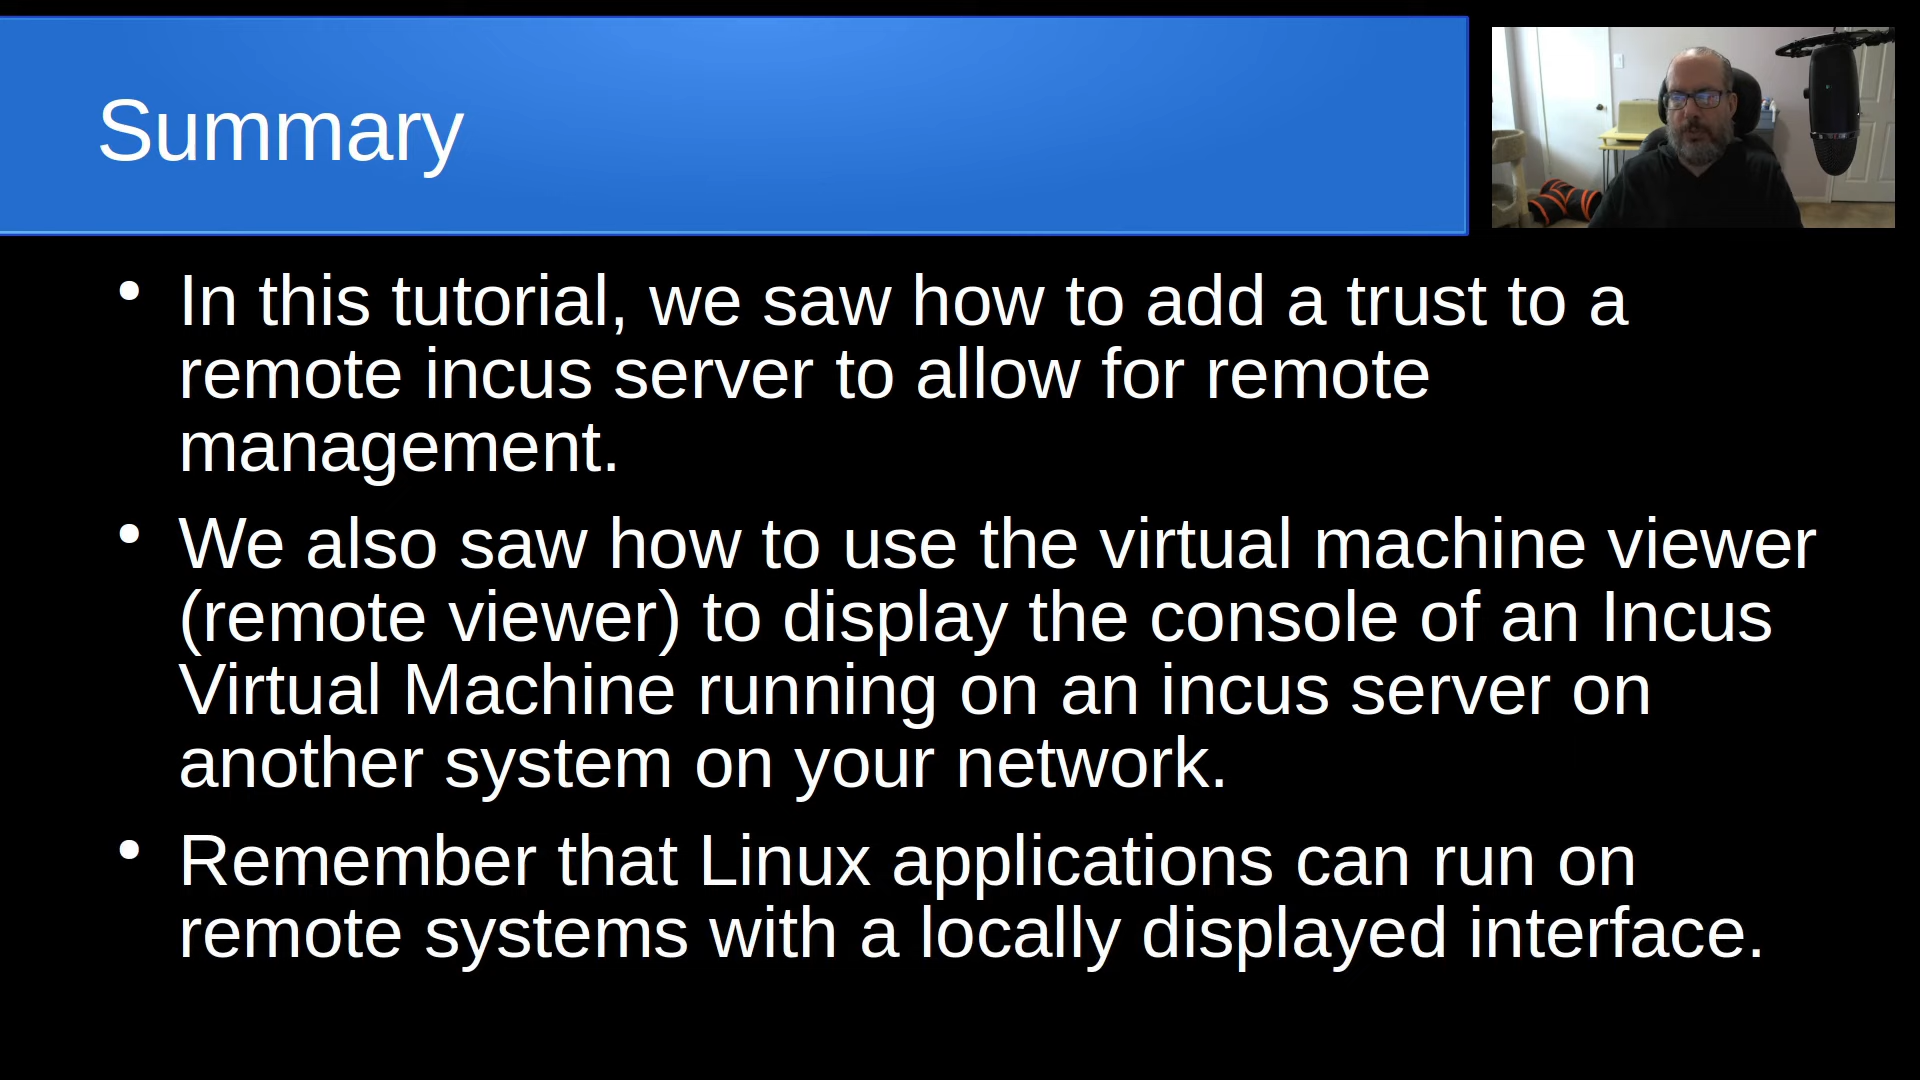 Summary
• In this tutorial, we saw how to add a trust to a
remote incus server to allow for remote
management.
• We also saw how to use the virtual machine viewer
(remote viewer) to display the console of an Incus
Virtual Machine running on an incus server on
another system on your network.
• Remember that Linux applications can run on
remote systems with a locally displayed interface.